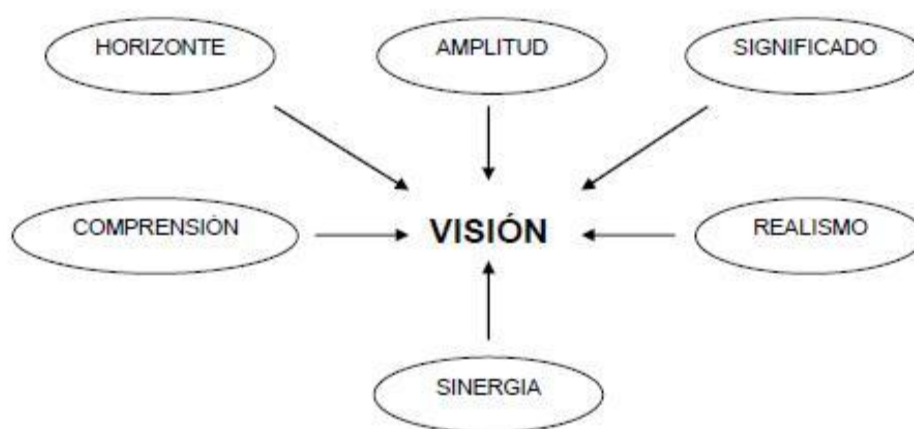 HORIZONTE
AMPLITUD
SIGNIFICADO
COMPRENSIÓN
VISIÓN
REALISMO
SINERGIA